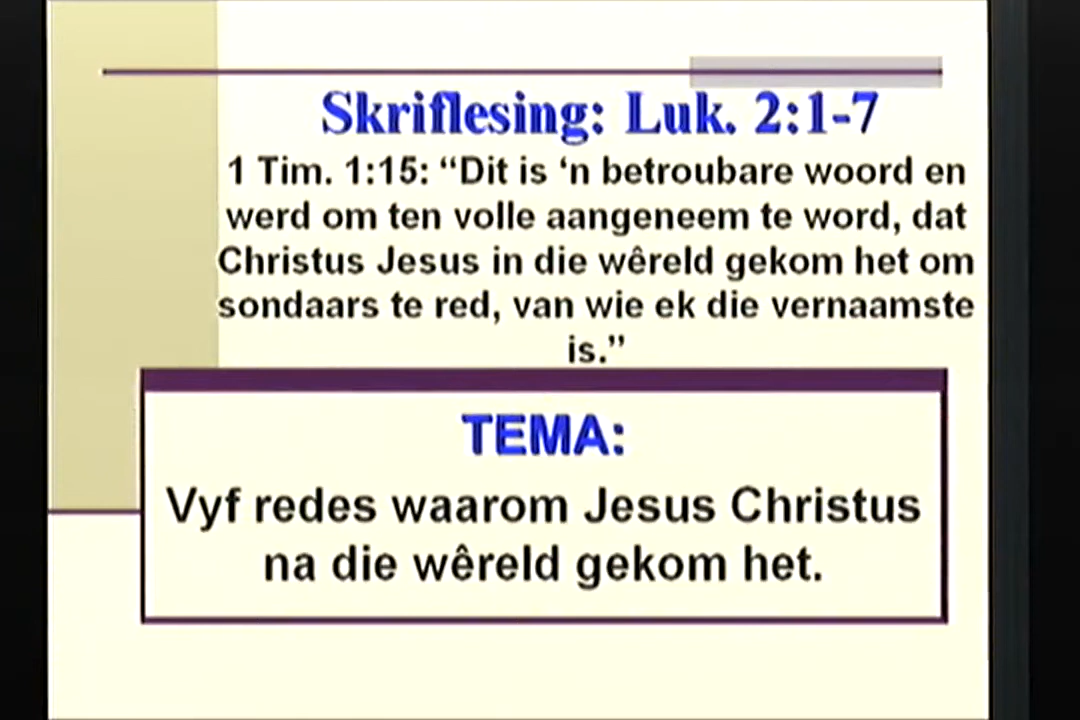 Skriflesing: Luk. 2:1-7
1 Tim. 1:15: “Dit is ‘n betroubare woord en
werd om ten volle aangeneem te word, dat
Christus Jesus in die wêreld gekom het om
sondaars te red, van wie ek die vernaamste
is.”
TEMA:
Vyf redes waarom Jesus Christus
na die wêreld gekom het.